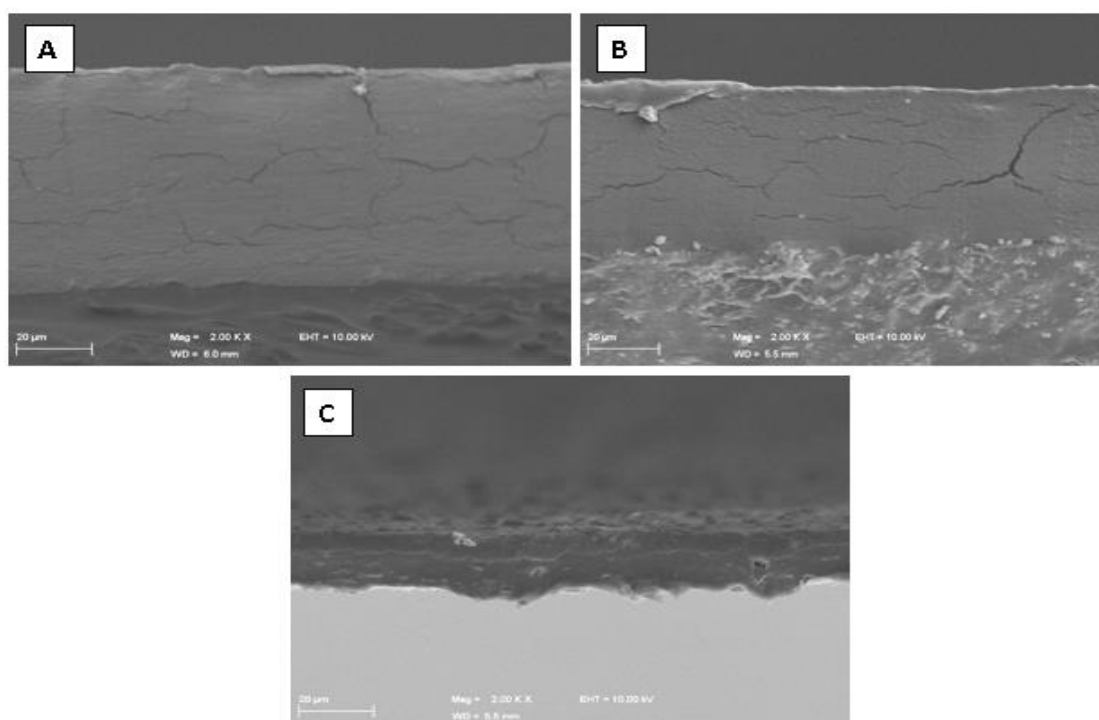 A
B
20 µm
Mag = 2.00 K X
EHT = 10.00 kV
WD = 6.0 mm
20 µm
Mag = 2.00 K X
EHT = 10.00 kV
WD = 5.5 mm
C
20 µm
Mag = 2.00 K X
EHT = 10.00 kV
WD = 5.5 mm